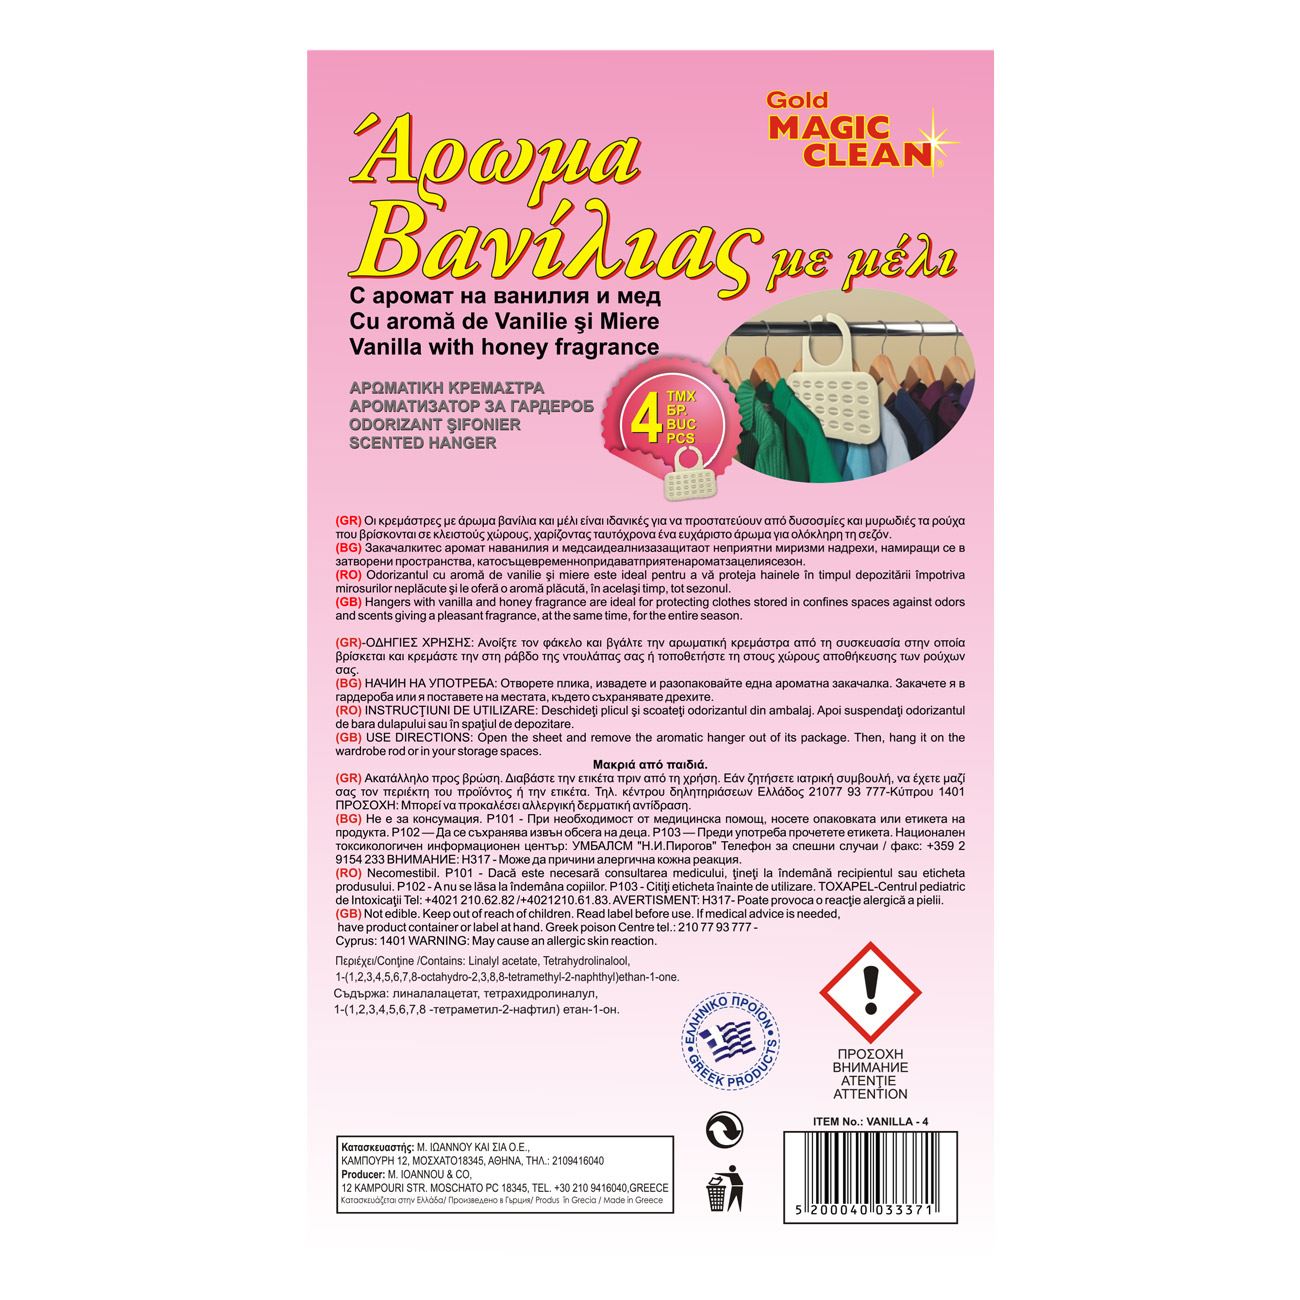 Gold
MAGIC
CLEAN®
Άρωμα
Βανίλιας με μέλι
С аромат на ванилия и мед
Cu aromă de Vanilie şi Miere
Vanilla with honey fragrance
ΑΡΩΜΑΤΙΚΗ ΚΡΕΜΑΣΤΡΑ
АРОМАТИЗАТОР ЗА ГАРДЕРОБ
ODORIZANT ŞIFONIER
SCENTED HANGER
4 ΤΜΧ
БР.
BUC
PCS
(GR) Οι κρεμάστρες με άρωμα βανίλια και μέλι είναι ιδανικές για να προστατεύουν από δυσοσμίες και μυρωδιές τα ρούχα
που βρίσκονται σε κλειστούς χώρους, χαρίζοντας ταυτόχρονα ένα ευχάριστο άρωμα για ολόκληρη τη σεζόν.
(BG) Закачалкитес аромат наванилия и медсаидеалнизазащитаот неприятни миризми надрехи, намиращи се в
затворени пространства, катосъщевременнопридаватприятенароматзацелиясезон.
(RO) Odorizantul cu aromă de vanilie şi miere este ideal pentru a vă proteja hainele în timpul depozitării împotriva
mirosurilor neplăcute şi le oferă o aromă plăcută, în acelaşi timp, tot sezonul.
(GB) Hangers with vanilla and honey fragrance are ideal for protecting clothes stored in confines spaces against odors
and scents giving a pleasant fragrance, at the same time, for the entire season.
(GR)-ΟΔΗΓΙΕΣ ΧΡΗΣΗΣ: Ανοίξτε τον φάκελο και βγάλτε την αρωματική κρεμάστρα από τη συσκευασία στην οποία
βρίσκεται και κρεμάστε την στη ράβδο της ντουλάπας σας ή τοποθετήστε τη στους χώρους αποθήκευσης των ρούχων
σας.
(BG) НАЧИН НА УПОТРЕБА: Отворете плика, извадете и разопаковайте една ароматна закачалка. Закачете я в
гардероба или я поставете на местата, където съхранявате дрехите.
(RO) INSTRUCŢIUNI DE UTILIZARE: Deschideţi plicul şi scoateţi odorizantul din ambalaj. Apoi suspendaţi odorizantul
de bara dulapului sau în spaţiul de depozitare.
(GB) USE DIRECTIONS: Open the sheet and remove the aromatic hanger out of its package. Then, hang it on the
wardrobe rod or in your storage spaces.
Μακριά από παιδιά.
(GR) Ακατάλληλο προς βρώση. Διαβάστε την ετικέτα πριν από τη χρήση. Εάν ζητήσετε ιατρική συμβουλή, να έχετε μαζί
σας τον περιέκτη του προϊόντος ή την ετικέτα. Τηλ. κέντρου δηλητηριάσεων Ελλάδος 21077 93 777-Κύπρου 1401
ΠΡΟΣΟΧΗ: Μπορεί να προκαλέσει αλλεργική δερματική αντίδραση.
(BG) Не е за консумация. P101 - При необходимост от медицинска помощ, носете опаковката или етикета на
продукта. P102 — Да се съхранява извън обсега на деца. P103 — Преди употреба прочетете етикета. Национален
токсикологичен информационен център: УМБАЛСМ "Н.И.Пирогов" Телефон за спешни случаи / факс: +359 2
9154 233 ВНИМАНИЕ: H317 - Може да причини алергична кожна реакция.
(RO) Necomestibil. P101 - Dacă este necesară consultarea medicului, ţineţi la îndemână recipientul sau eticheta
produsului. P102 - A nu se lăsa la îndemâna copiilor. P103 - Citiţi eticheta înainte de utilizare. TOXAPEL-Centrul pediatric
de Intoxicaţii Tel: +4021 210.62.82 /+4021210.61.83. AVERTISMENT: H317- Poate provoca o reacţie alergică a pielii.
(GB) Not edible. Keep out of reach of children. Read label before use. If medical advice is needed,
have product container or label at hand. Greek poison Centre tel.: 210 77 93 777 -
Cyprus: 1401 WARNING: May cause an allergic skin reaction.
Περιέχει/Conţine /Contains: Linalyl acetate, Tetrahydrolinalool,
1-(1,2,3,4,5,6,7,8-octahydro-2,3,8,8-tetramethyl-2-naphthyl)ethan-1-one.
Съдържа: линалалацетат, тетрахидролиналул,
1-(1,2,3,4,5,6,7,8 -тетраметил-2-нафтил) етан-1-он.
ΕΛΛΗΝΙΚΟ ΠΡΟΪΟΝ
GREEK PRODUCTS
ΠΡΟΣΟΧΗ
ВНИМАНИЕ
ATENŢIE
ATTENTION
ITEM No.: VANILLA - 4
5 200040 033371
Κατασκευαστής: Μ. ΙΩΑΝΝΟΥ ΚΑΙ ΣΙΑ Ο.Ε.,
ΚΑΜΠΟΥΡΗ 12, ΜΟΣΧΑΤΟ18345, ΑΘΗΝΑ, ΤΗΛ.: 2109416040
Producer: M. IOANNOU & CO,
12 KAMPOURI STR. MOSCHATO PC 18345, TEL. +30 210 9416040,GREECE
Κατασκευάζεται στην Ελλάδα/ Произведено в Гърция/ Produs în Grecia / Made in Greece